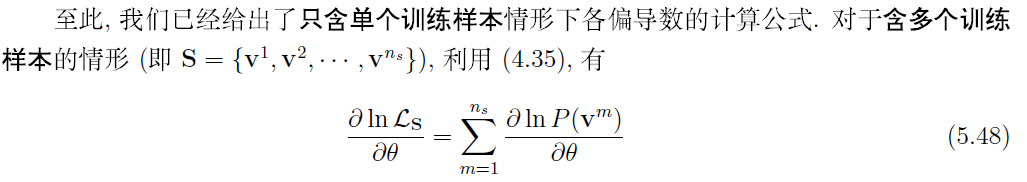 至此, 我们已经给出了只含单个训练样本情形下各偏导数的计算公式. 对于含多个训练
样本的情形 (即 S = {v¹, v², ⋯ , vⁿˢ}), 利用 (4.35), 有
∂ ln 𝓛_S / ∂θ = ∑_{m=1}^{n_s} ∂ ln P(v^m) / ∂θ (5.48)